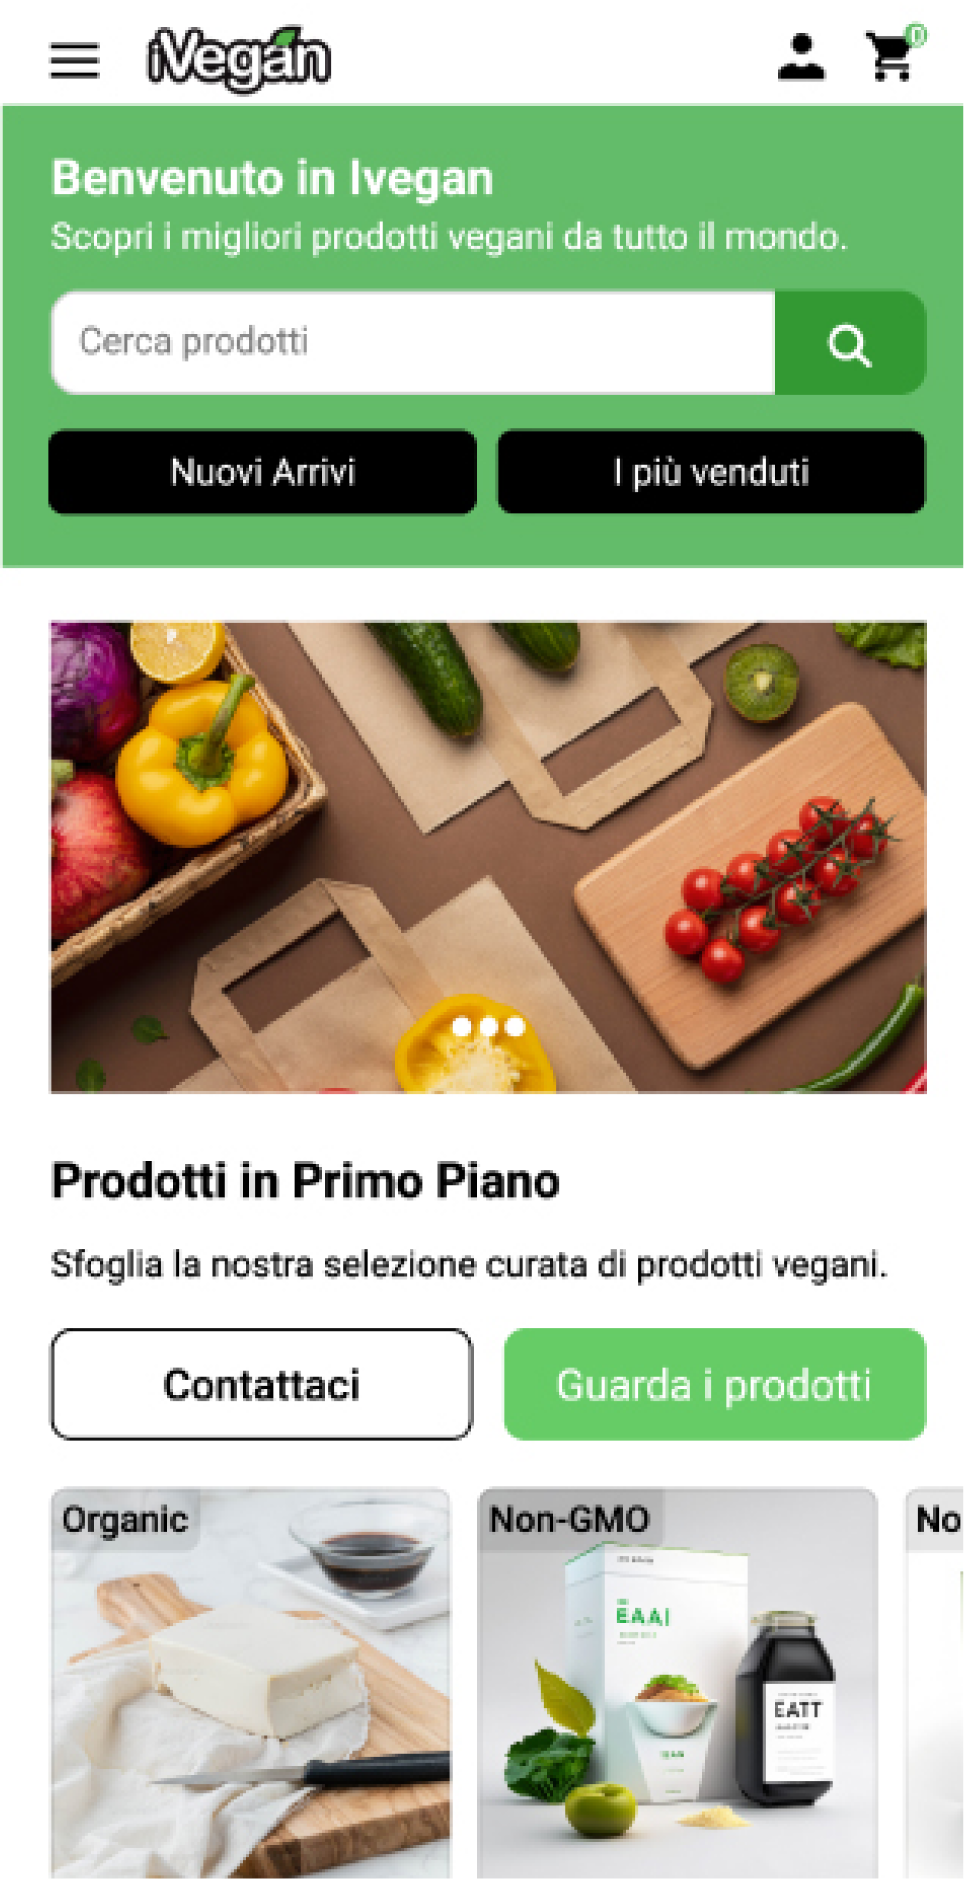 iVegan
0
Benvenuto in Ivegan
Scopri i migliori prodotti vegani da tutto il mondo.
Cerca prodotti
Nuovi Arrivi
I più venduti
Prodotti in Primo Piano
Sfoglia la nostra selezione curata di prodotti vegani.
Contattaci
Guarda i prodotti
Organic
Non-GMO
No
EAAI
EATT